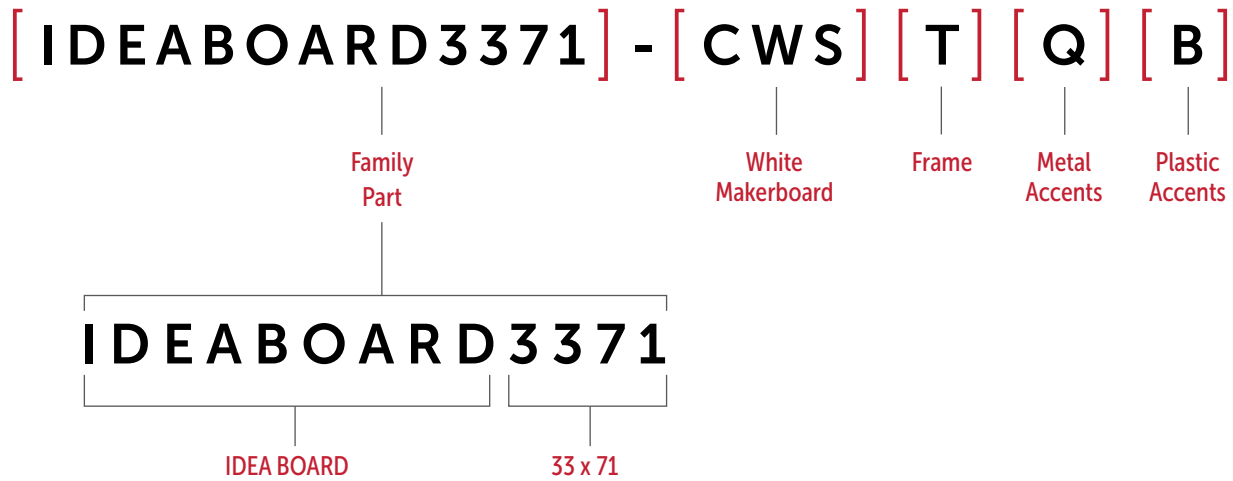 [IDEABOARD3371] - [CWS] [T] [Q] [B]
Family
Part
White
Makerboard
Frame
Metal
Accents
Plastic
Accents
IDEABOARD3371
IDEA BOARD
33 x 71